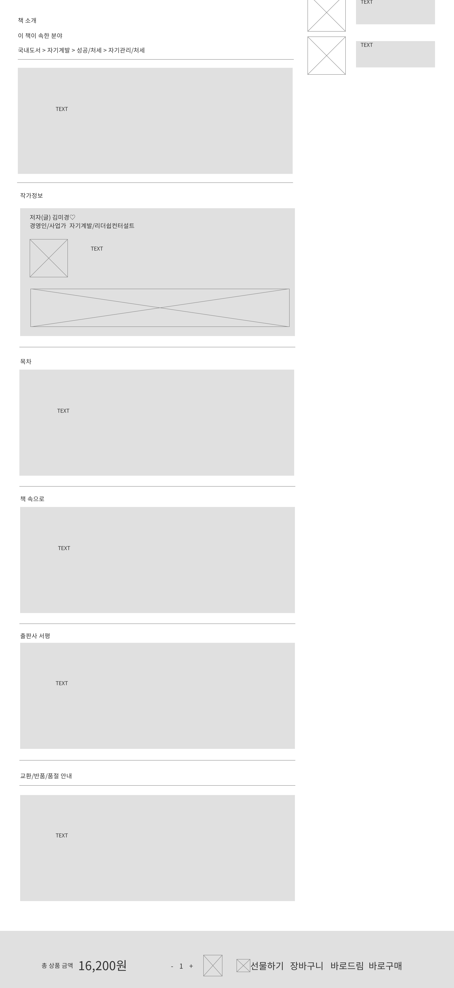 책 소개
이 책이 속한 분야
국내도서 > 자기계발 > 성공/처세 > 자기관리/처세
TEXT
작가정보
저자(글) 김미경♡
경영인/사업가 자기계발/리더쉽컨터설트
TEXT
목차
TEXT
책 속으로
TEXT
출판사 서평
TEXT
교환/반품/품절 안내
TEXT
TEXT
TEXT
총 상품 금액 16,200원 - 1 + 선물하기 장바구니 바로드림 바로구매